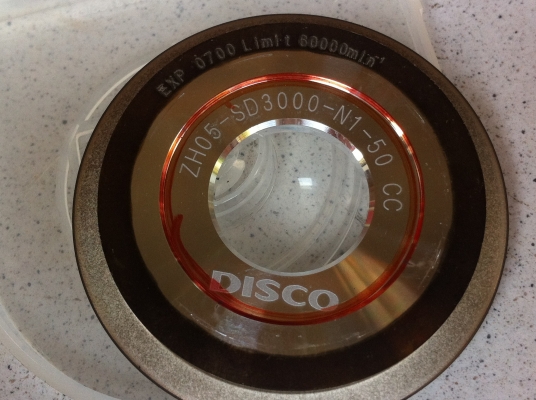 EXP 0700 Limit 60000min⁻¹
ZH05-SD3000-N1-50 CC
DISCO